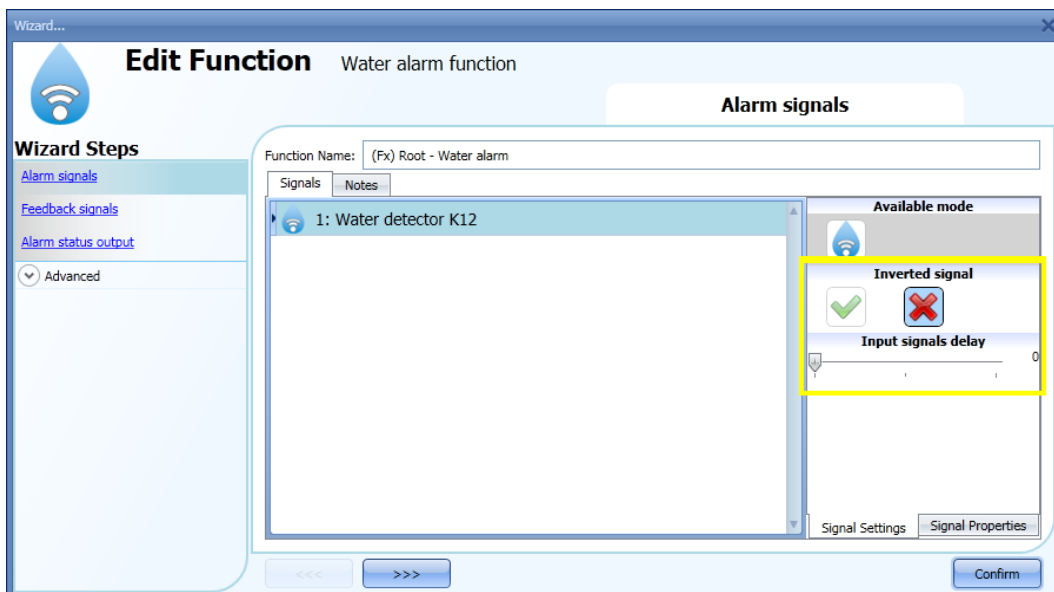 Wizard...
Edit Function Water alarm function
Alarm signals
Wizard Steps
Alarm signals
Feedback signals
Alarm status output
Advanced
Function Name: (Fx) Root - Water alarm
Signals Notes
1: Water detector K12
Available mode
Inverted signal
Input signals delay
0
Signal Settings Signal Properties
<<< >>> Confirm